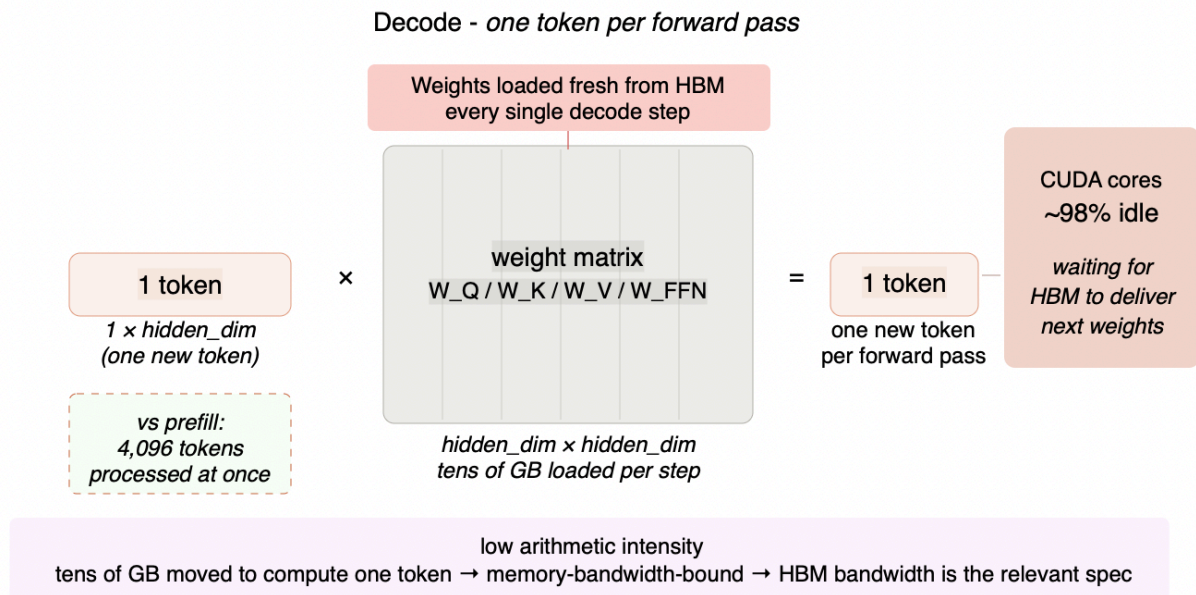 Decode - one token per forward pass
Weights loaded fresh from HBM
every single decode step
weight matrix
W_Q / W_K / W_V / W_FFN
hidden_dim × hidden_dim
tens of GB loaded per step
1 token
1 × hidden_dim
(one new token)
vs prefill:
4,096 tokens
processed at once
×
=
1 token
one new token
per forward pass
CUDA cores
~98% idle
waiting for
HBM to deliver
next weights
low arithmetic intensity
tens of GB moved to compute one token → memory-bandwidth-bound → HBM bandwidth is the relevant spec